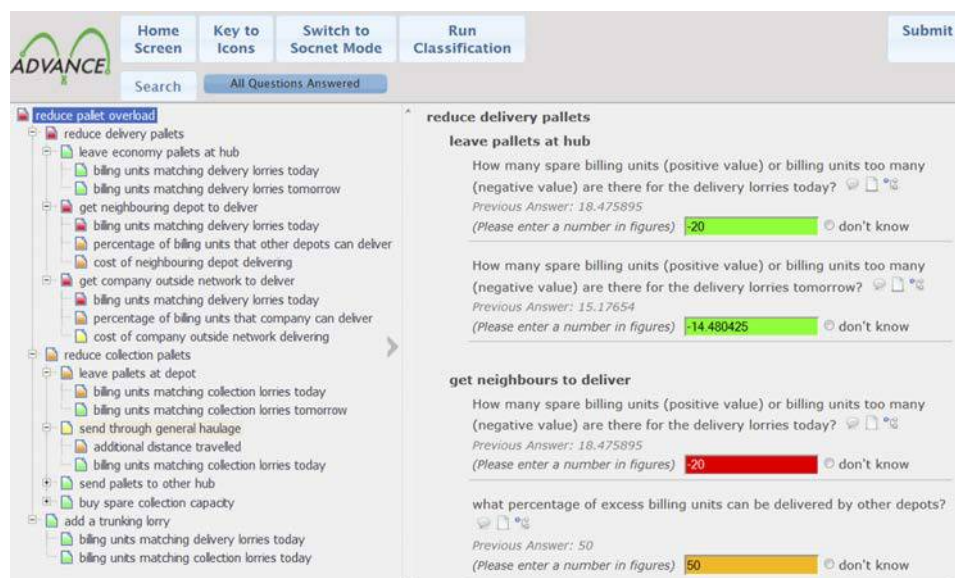 ADVANCE
Home
Screen
Key to
Icons
Switch to
Socnet Mode
Run
Classification
Submit
Search
All Questions Answered
reduce pallet overload
reduce delivery pallets
leave economy pallets at hub
biling units matching delivery lorries today
biling units matching delivery lorries tomorrow
get neighbouring depot to deliver
biling units matching delivery lorries today
percentage of biling units that other depots can deliver
cost of neighbouring depot delivering
get company outside network to deliver
biling units matching delivery lorries today
percentage of biling units that company can deliver
cost of company outside network delivering
reduce collection pallets
leave pallets at depot
biling units matching collection lorries today
biling units matching collection lorries tomorrow
send through general haulage
additional distance travelled
biling units matching collection lorries today
send pallets to other hub
buy spare collection capacity
add a trunking lorry
biling units matching delivery lorries today
biling units matching collection lorries today
reduce delivery pallets
leave pallets at hub
How many spare billing units (positive value) or billing units too many
(negative value) are there for the delivery lorries today?
Previous Answer: 18.475895
(Please enter a number in figures) -20 don't know
How many spare billing units (positive value) or billing units too many
(negative value) are there for the delivery lorries tomorrow?
Previous Answer: 15.17654
(Please enter a number in figures) -14.480425 don't know
get neighbours to deliver
How many spare billing units (positive value) or billing units too many
(negative value) are there for the delivery lorries today?
Previous Answer: 18.475895
(Please enter a number in figures) -20 don't know
what percentage of excess billing units can be delivered by other depots?
Previous Answer: 50
(Please enter a number in figures) 50 don't know